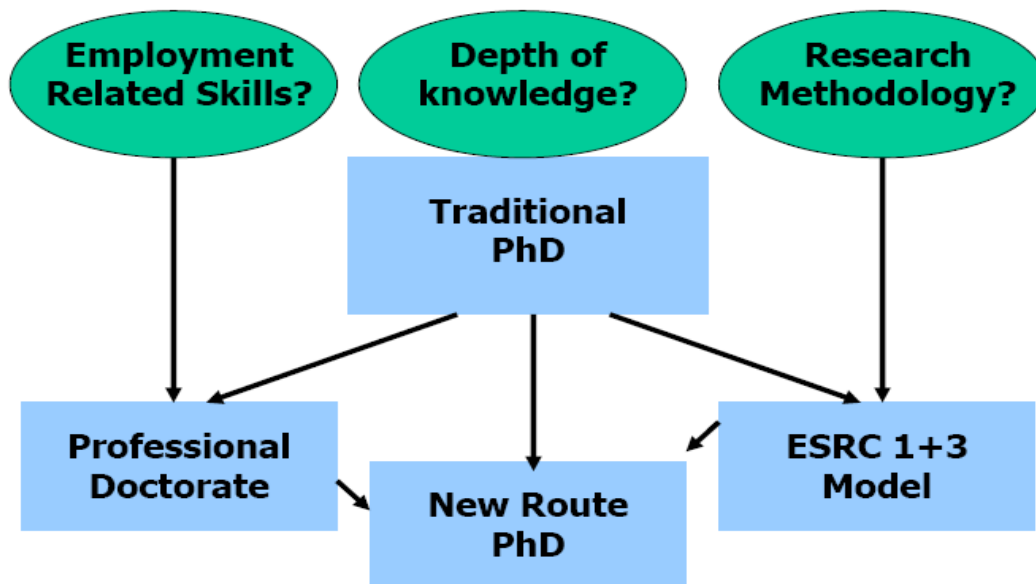 Employment
Related Skills?
Depth of
knowledge?
Research
Methodology?
Traditional
PhD
Professional
Doctorate
New Route
PhD
ESRC 1+3
Model